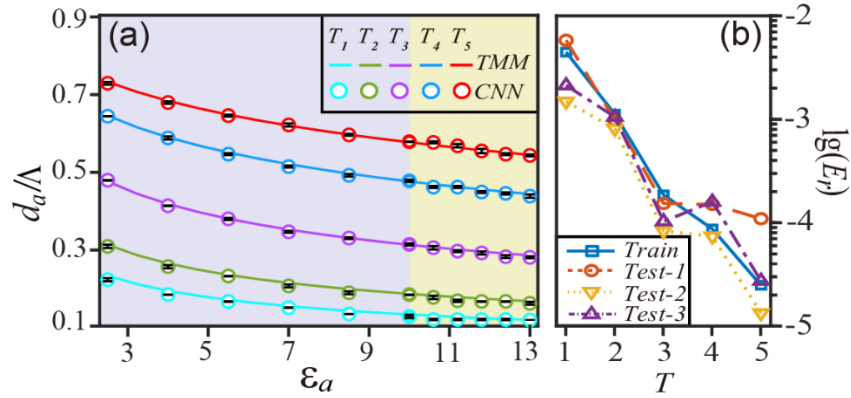 (a)
T1 T2 T3 T4 T5
TMM
CNN
0.9
0.7
0.5
0.3
0.1
da/Λ
3 5 7 9 11 13
εa
(b)
-2
-3
-4
-5
lg(Er)
Train
Test-1
Test-2
Test-3
1 2 3 4 5
T